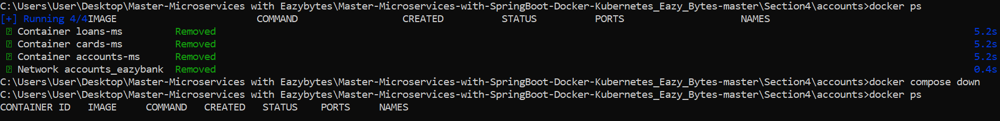 C:\Users\User\Desktop\Master-Microservices with Eazybytes\Master-Microservices-with-SpringBoot-Docker-Kubernetes_Eazy_Bytes-master\Section4\accounts>docker ps
[+] Running 4/4IMAGE                        COMMAND                  CREATED          STATUS          PORTS                    NAMES
Container loans-ms         Removed    5.2s
Container cards-ms         Removed    5.2s
Container accounts-ms      Removed    5.2s
Network accounts_eazybank  Removed    0.4s
C:\Users\User\Desktop\Master-Microservices with Eazybytes\Master-Microservices-with-SpringBoot-Docker-Kubernetes_Eazy_Bytes-master\Section4\accounts>docker compose down
C:\Users\User\Desktop\Master-Microservices with Eazybytes\Master-Microservices-with-SpringBoot-Docker-Kubernetes_Eazy_Bytes-master\Section4\accounts>docker ps
CONTAINER ID   IMAGE     COMMAND   CREATED   STATUS    PORTS     NAMES